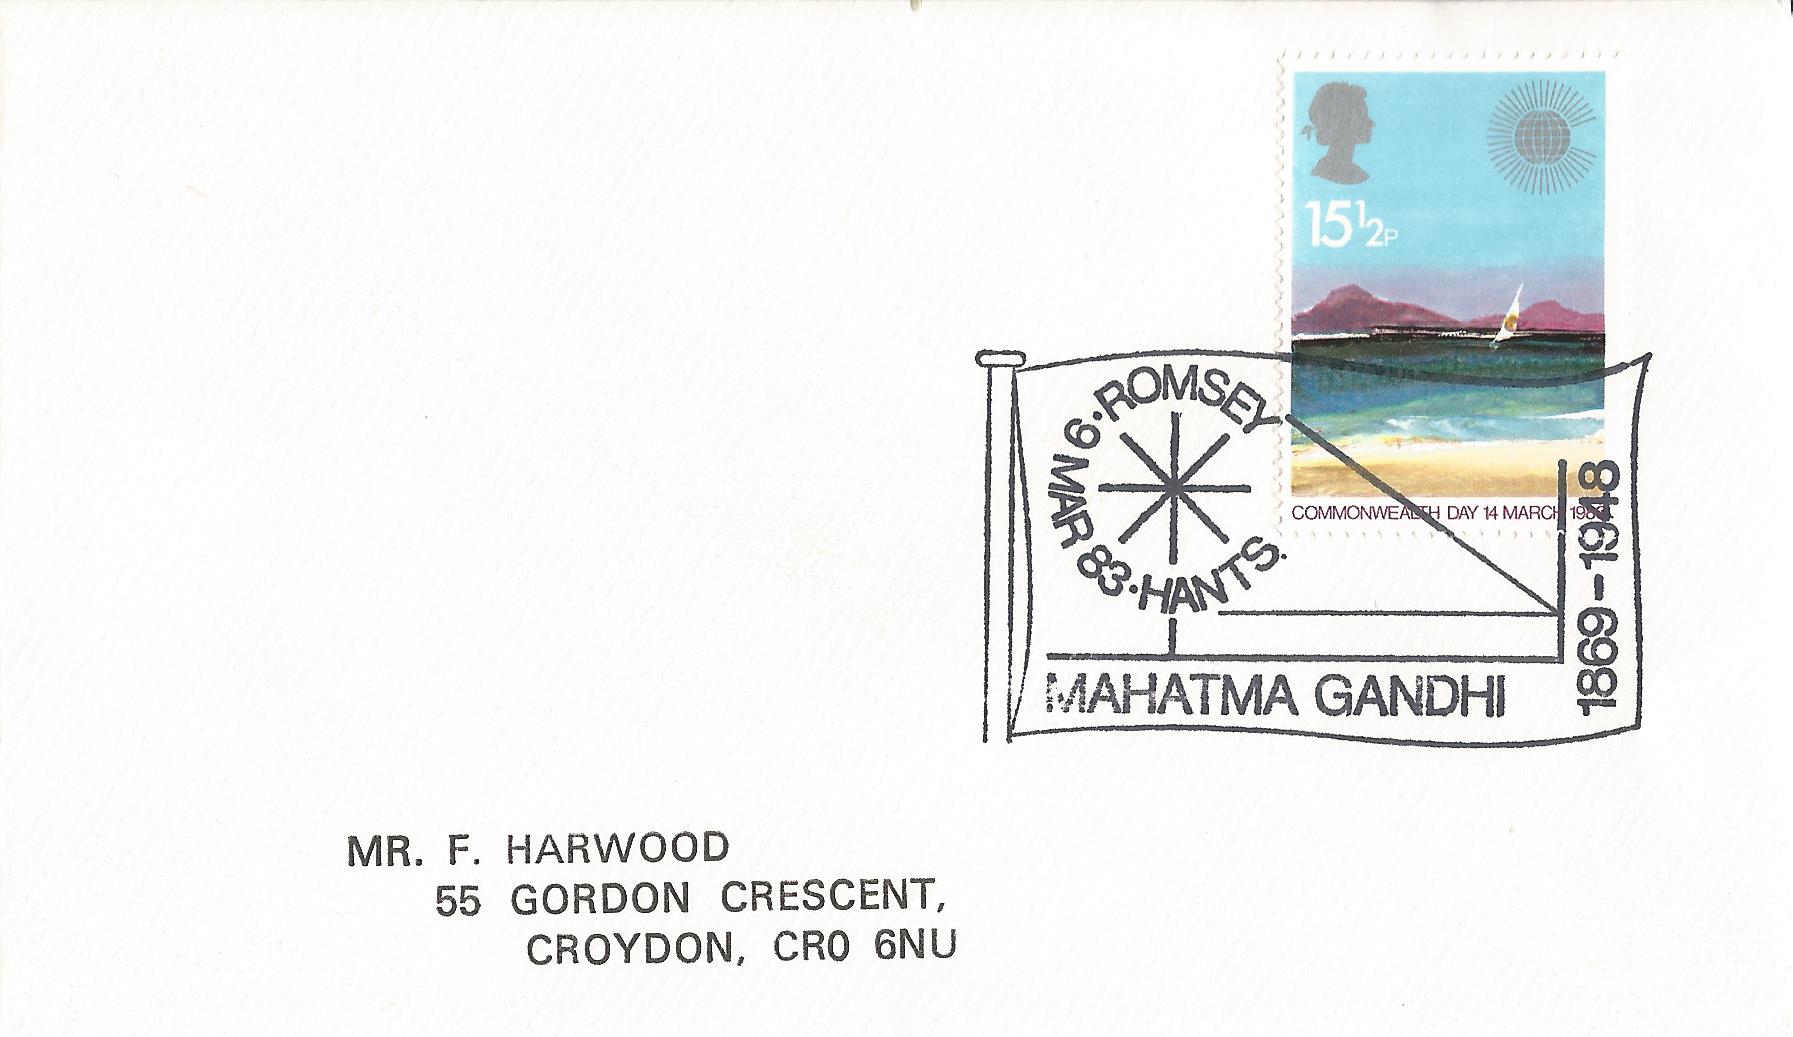 15½P
COMMONWEALTH DAY 14 MARCH 1983
ROMSEY
9 MAR 83
HANTS.
1869-1948
MAHATMA GANDHI
MR. F. HARWOOD
55 GORDON CRESCENT,
CROYDON, CR0 6NU